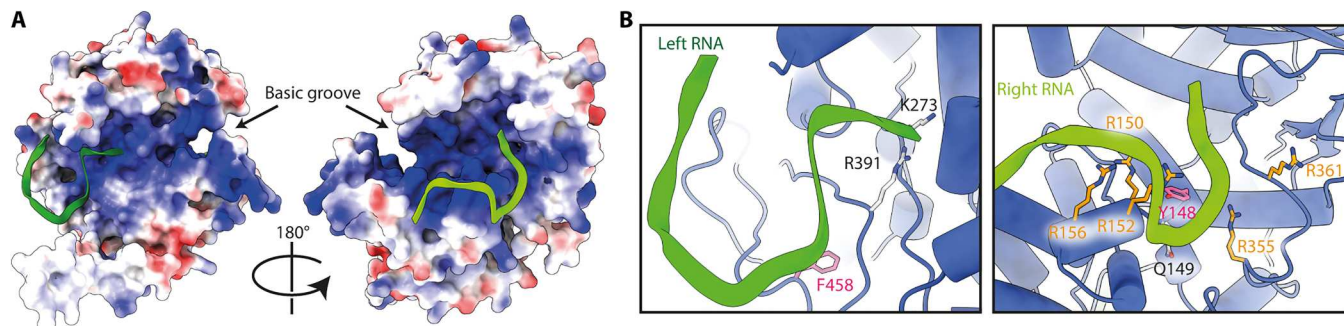 A
Basic groove
180°
B
Left RNA
K273
R391
F458
Right RNA
R150
R361
R156
R152
Y148
R355
Q149